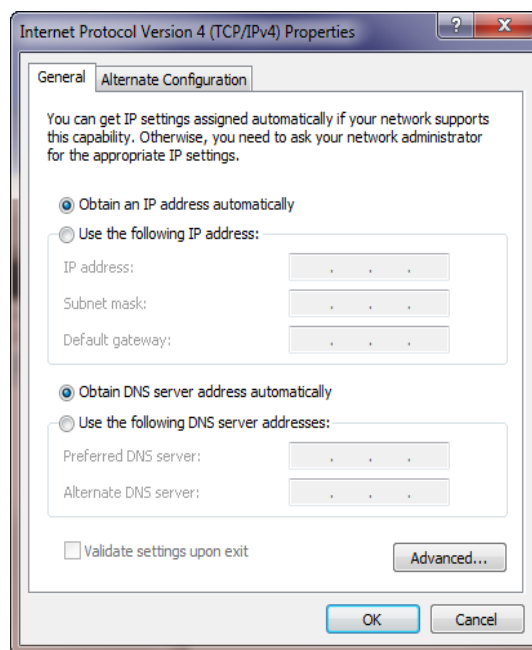 Internet Protocol Version 4 (TCP/IPv4) Properties
?
X
General
Alternate Configuration
You can get IP settings assigned automatically if your network supports
this capability. Otherwise, you need to ask your network administrator
for the appropriate IP settings.
Obtain an IP address automatically
Use the following IP address:
IP address: . . .
Subnet mask: . . .
Default gateway: . . .
Obtain DNS server address automatically
Use the following DNS server addresses:
Preferred DNS server: . . .
Alternate DNS server: . . .
Validate settings upon exit
Advanced...
OK
Cancel